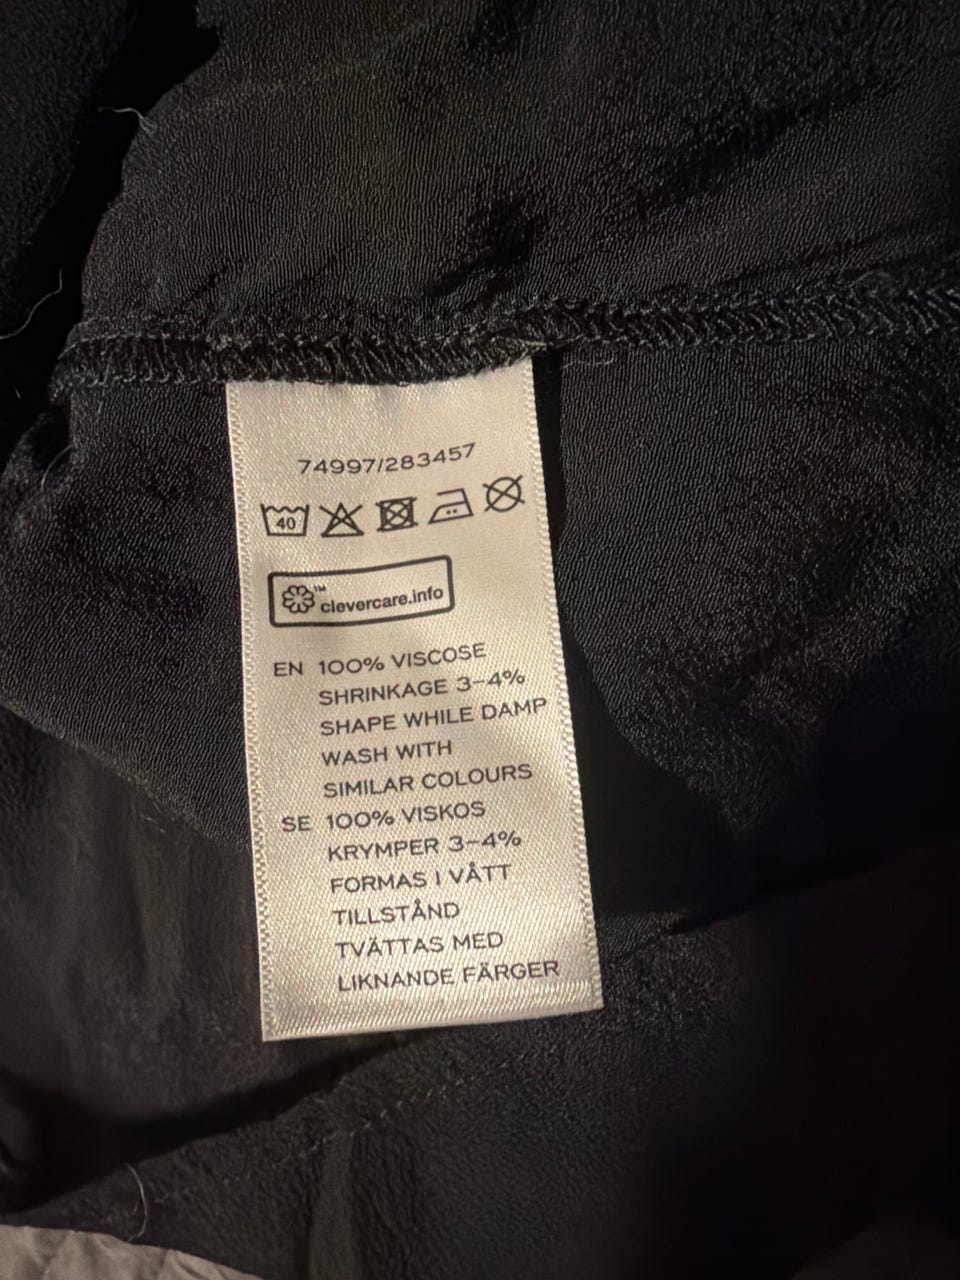 74997/283457
40
™ clevercare.info
EN 100% VISCOSE
SHRINKAGE 3-4%
SHAPE WHILE DAMP
WASH WITH
SIMILAR COLOURS
SE 100% VISKOS
KRYMPER 3-4%
FORMAS I VÅTT
TILLSTÅND
TVÄTTAS MED
LIKNANDE FÄRGER